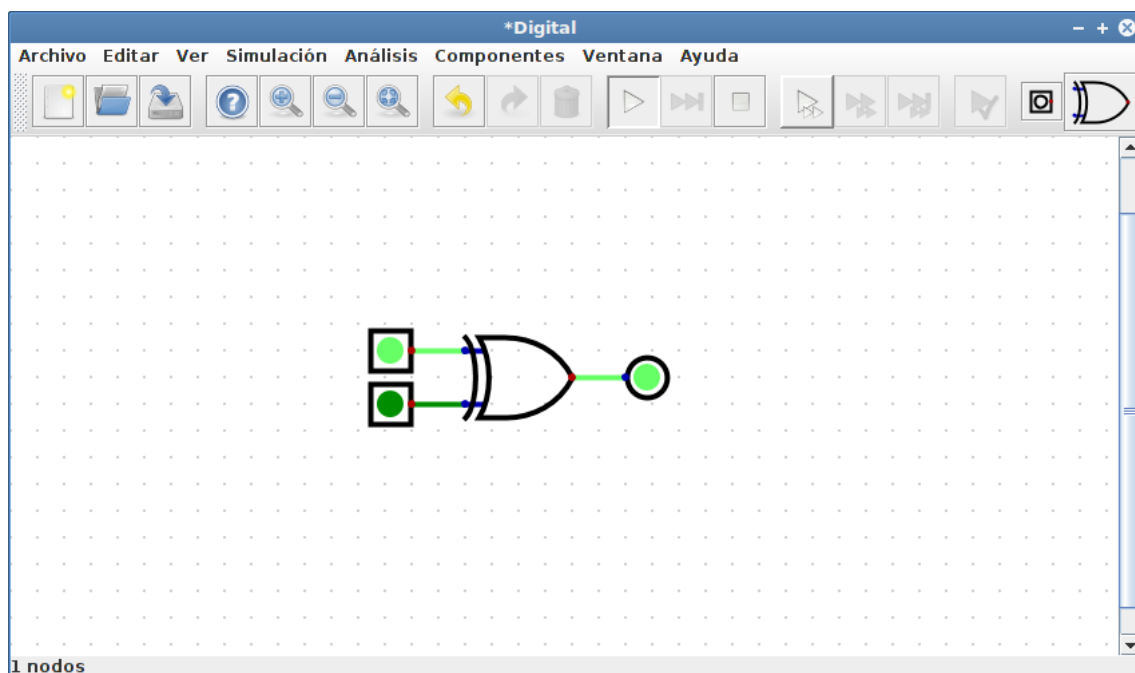 *Digital
Archivo Editar Ver Simulación Análisis Componentes Ventana Ayuda
1 nodos